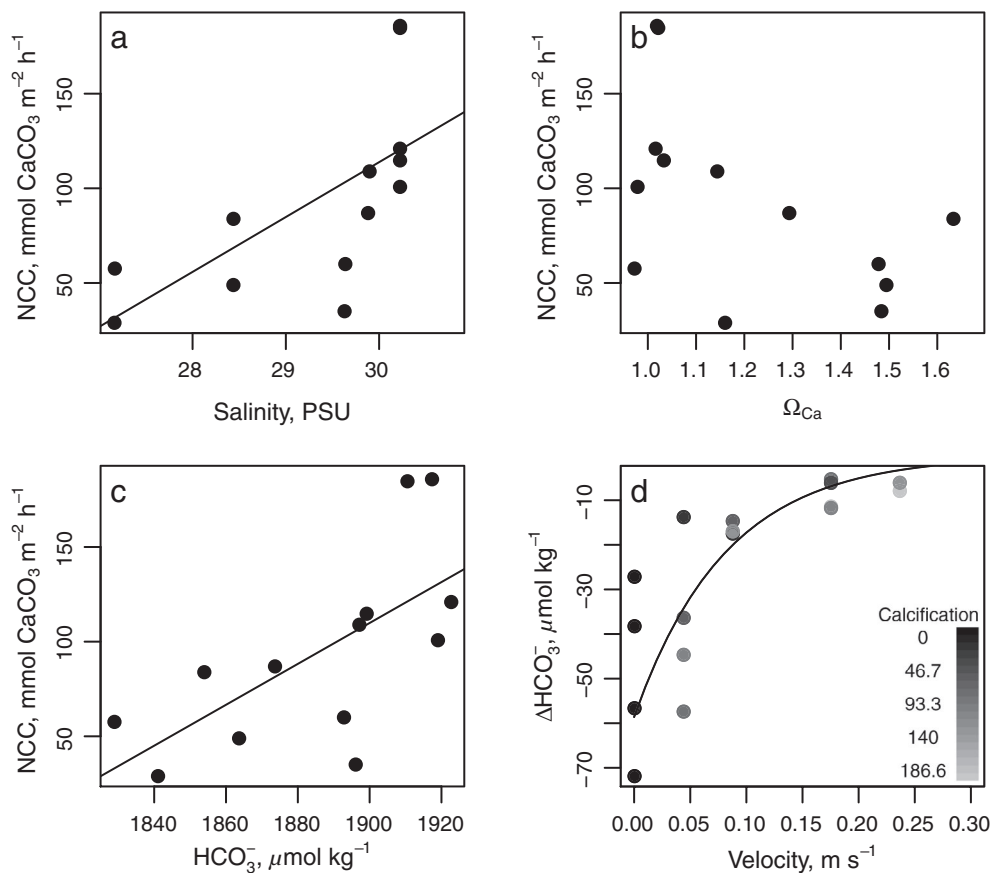 a
NCC, mmol CaCO₃ m⁻² h⁻¹
150
100
50
28 29 30
Salinity, PSU
b
NCC, mmol CaCO₃ m⁻² h⁻¹
150
100
50
1.0 1.1 1.2 1.3 1.4 1.5 1.6
Ω_Ca
c
NCC, mmol CaCO₃ m⁻² h⁻¹
150
100
50
1840 1860 1880 1900 1920
HCO₃⁻, μmol kg⁻¹
d
ΔHCO₃⁻, μmol kg⁻¹
−10
−30
−50
−70
Calcification
0
46.7
93.3
140
186.6
0.00 0.05 0.10 0.15 0.20 0.25 0.30
Velocity, m s⁻¹